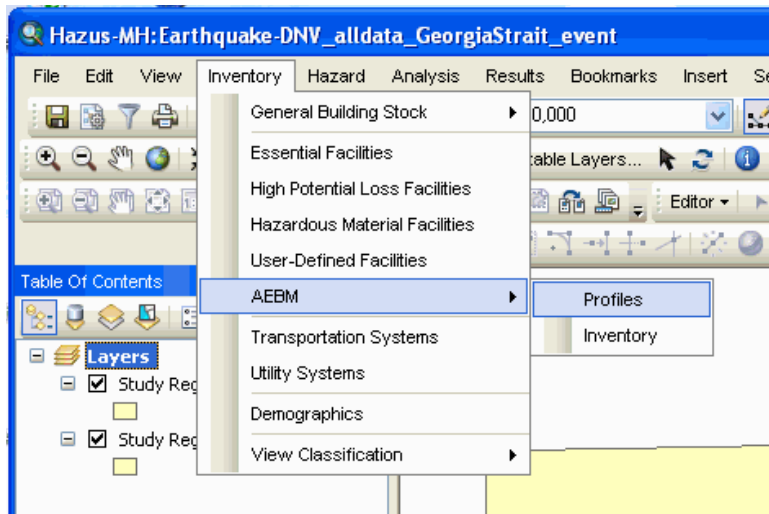 Hazus-MH:Earthquake-DNV_alldata_GeorgiaStrait_event
File Edit View Inventory Hazard Analysis Results Bookmarks Insert Se
General Building Stock
0,000
Essential Facilities
table Layers...
High Potential Loss Facilities
Editor
Hazardous Material Facilities
User-Defined Facilities
Table Of Contents
AEBM
Profiles
Transportation Systems
Inventory
Layers
Utility Systems
Study Reg
Demographics
Study Reg
View Classification